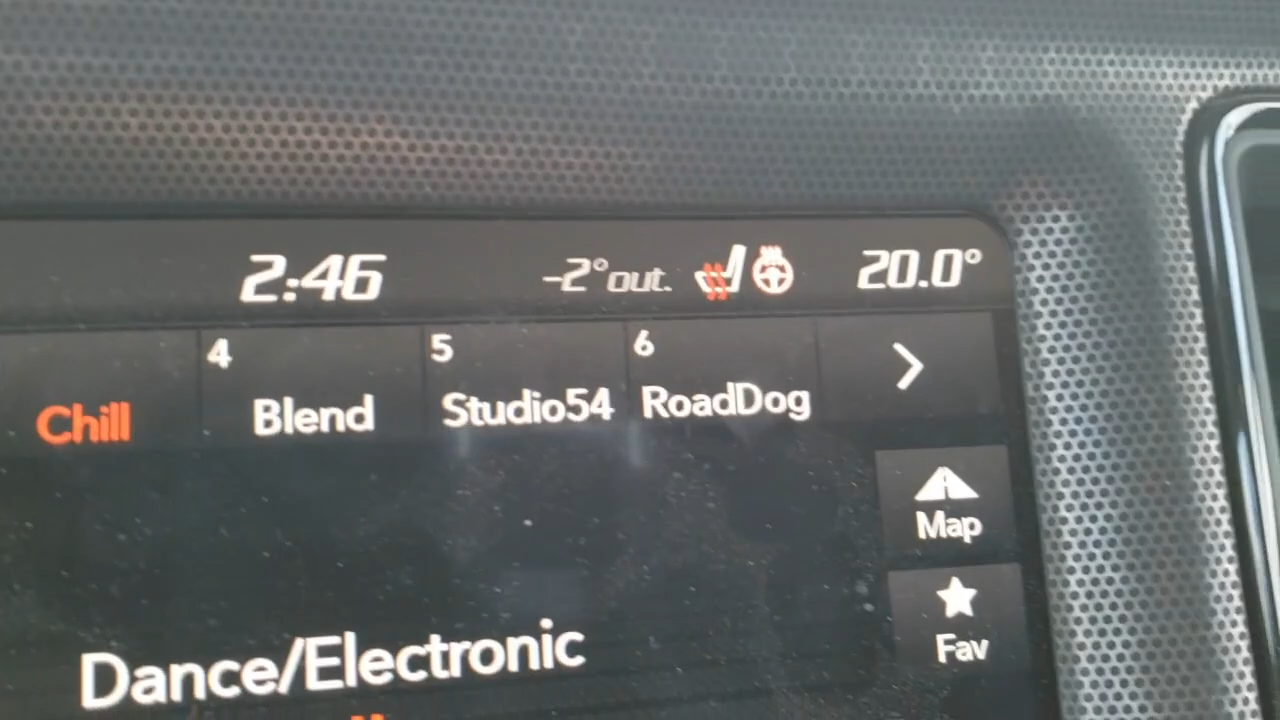 2:46 -2°out. 20.0°
4 5 6
Chill Blend Studio54 RoadDog
Map
Fav
Dance/Electronic